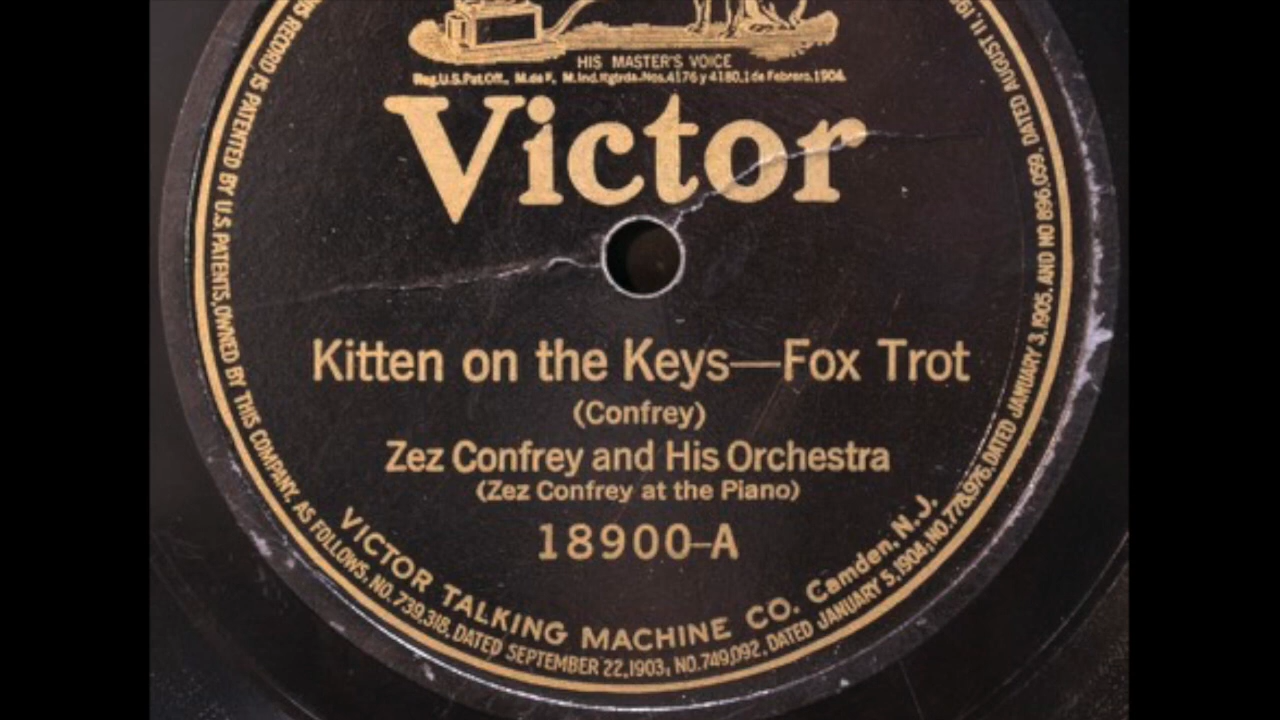 HIS MASTER'S VOICE
Reg.U.S.Pat.Off., M.de F., M.Ind.Rgtrda.Nos.4176 y 4180,1 de Febrero,1904.
Victor
Kitten on the Keys—Fox Trot
(Confrey)
Zez Confrey and His Orchestra
(Zez Confrey at the Piano)
18900-A
VICTOR TALKING MACHINE CO. Camden, N.J.
RECORD IS PATENTED BY U.S. PATENTS, OWNED BY THIS COMPANY, AS FOLLOWS, NO.739,318, DATED SEPTEMBER 22,1903; NO.749,092, DATED JANUARY 5,1904; NO.778,976, DATED JANUARY 3,1905, AND NO 896,059, DATED AUGUST 11,